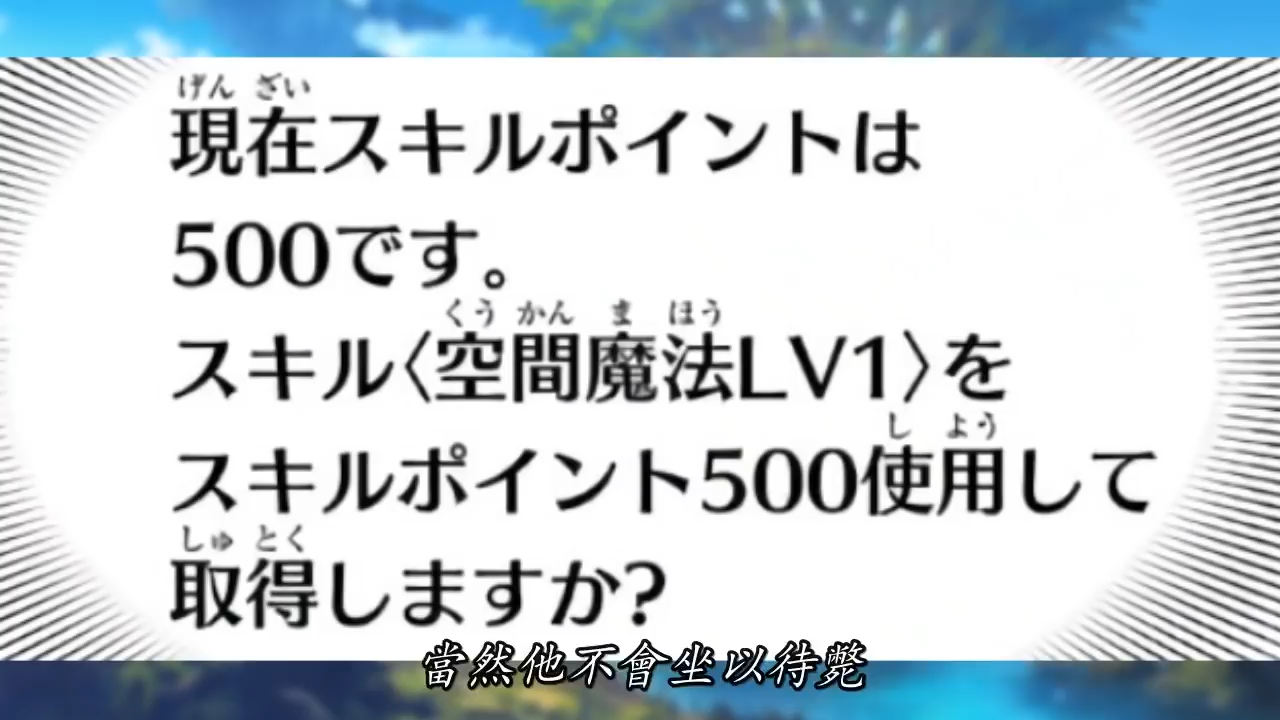 げんざい
現在スキルポイントは
500です。
くうかんまほう
スキル〈空間魔法LV1〉を
しよう
スキルポイント500使用して
しゅとく
取得しますか?
當然他不會坐以待斃